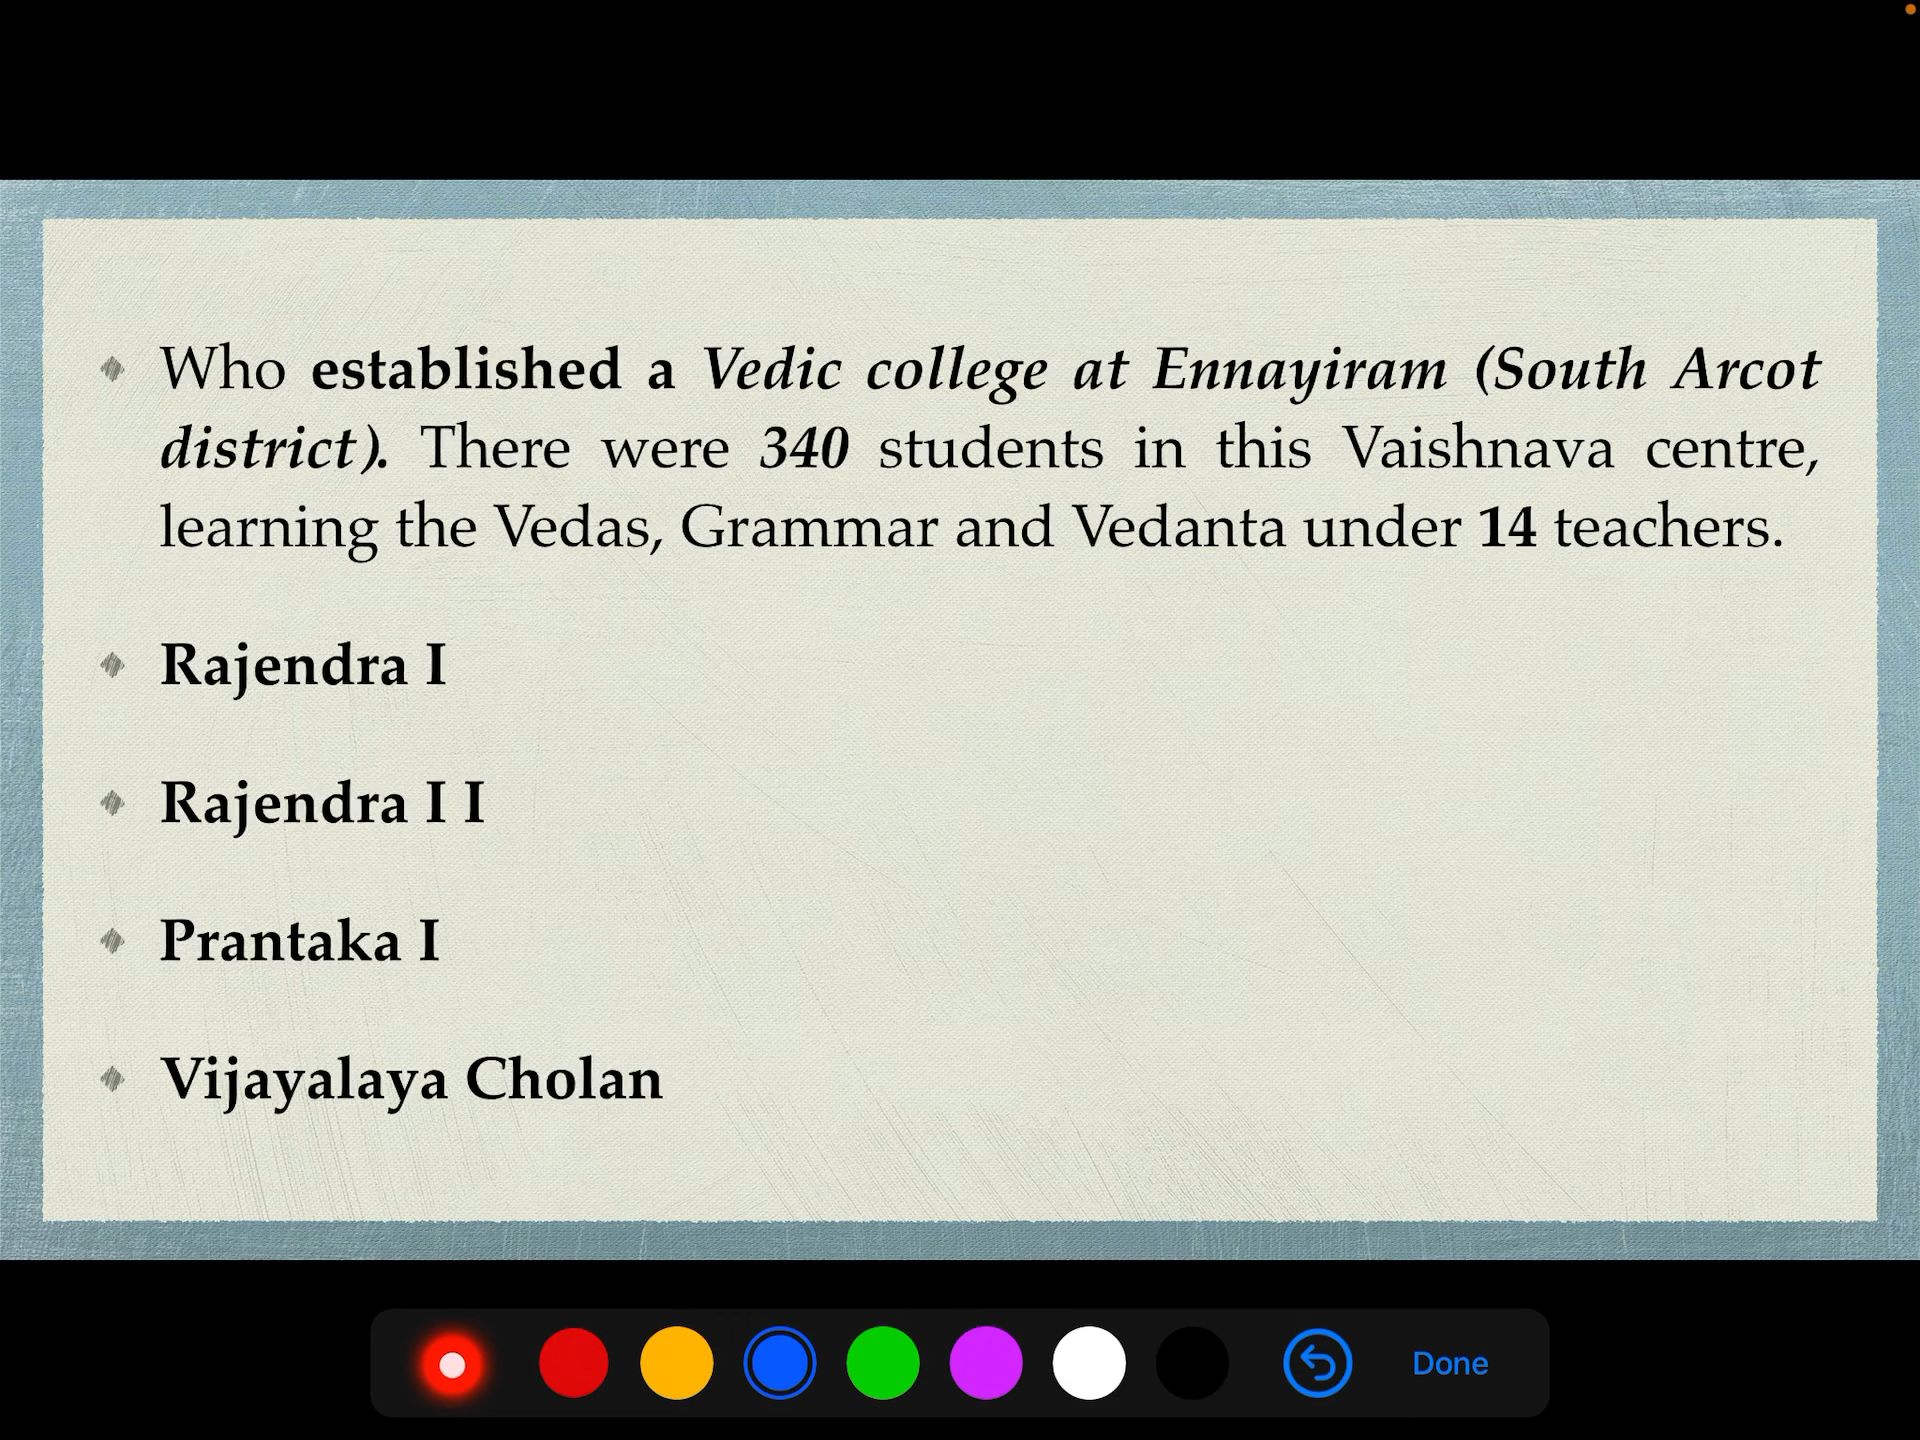 Who established a Vedic college at Ennayiram (South Arcot
district). There were 340 students in this Vaishnava centre,
learning the Vedas, Grammar and Vedanta under 14 teachers.
Rajendra I
Rajendra I I
Prantaka I
Vijayalaya Cholan
Done